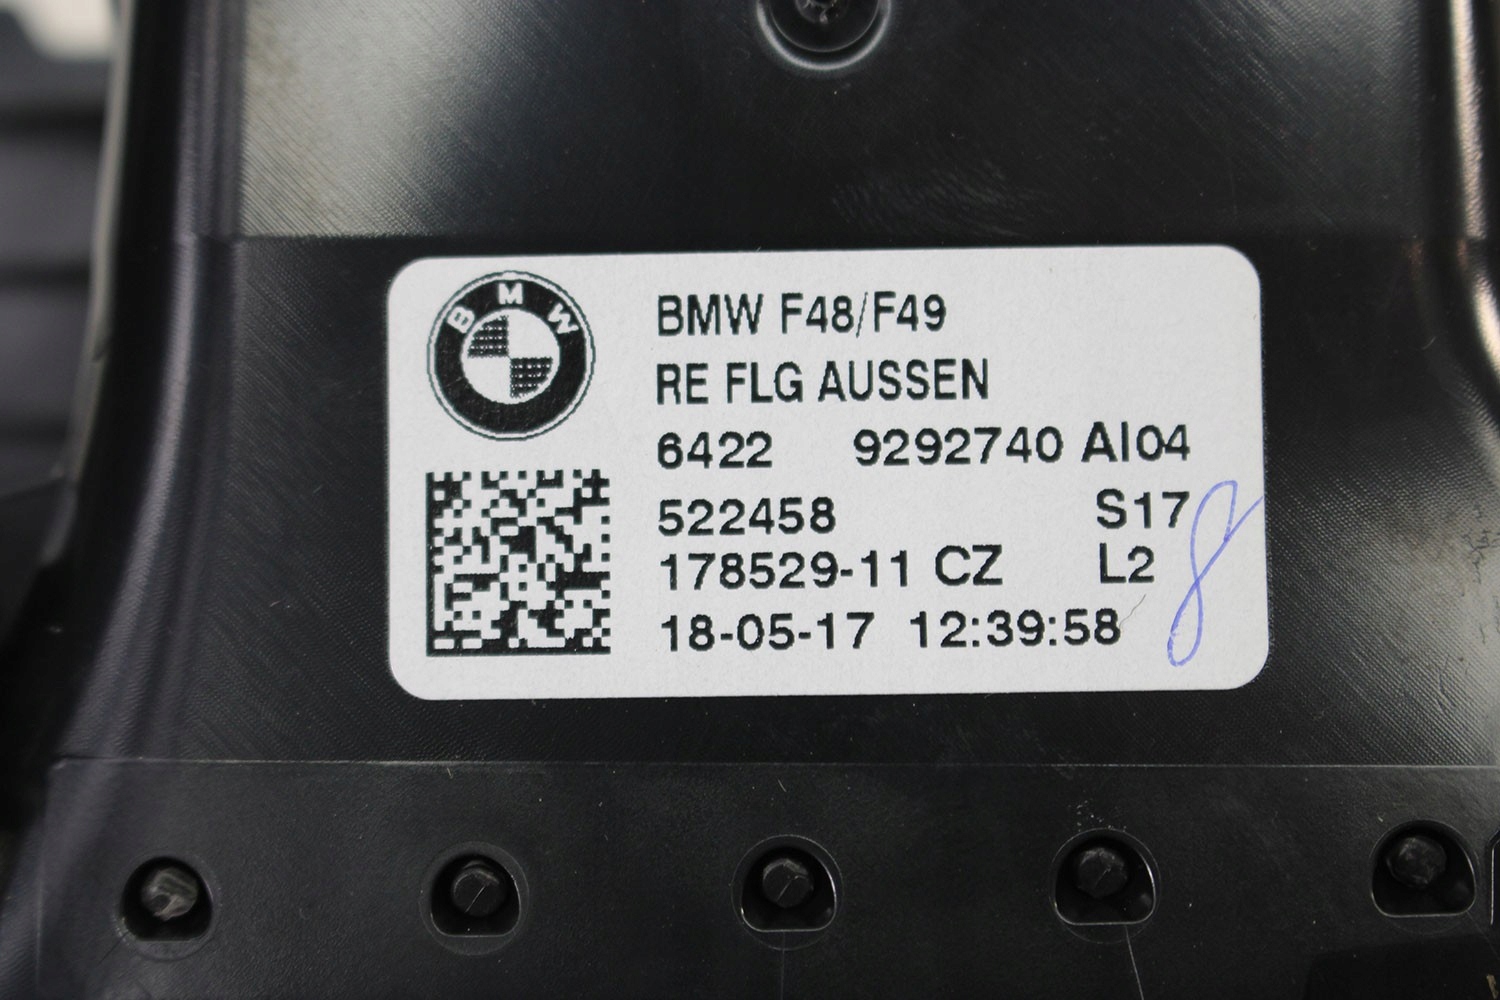 BMW
BMW F48/F49
RE FLG AUSSEN
6422 9292740 AI04
522458 S17
178529-11 CZ L2
18-05-17 12:39:58
8